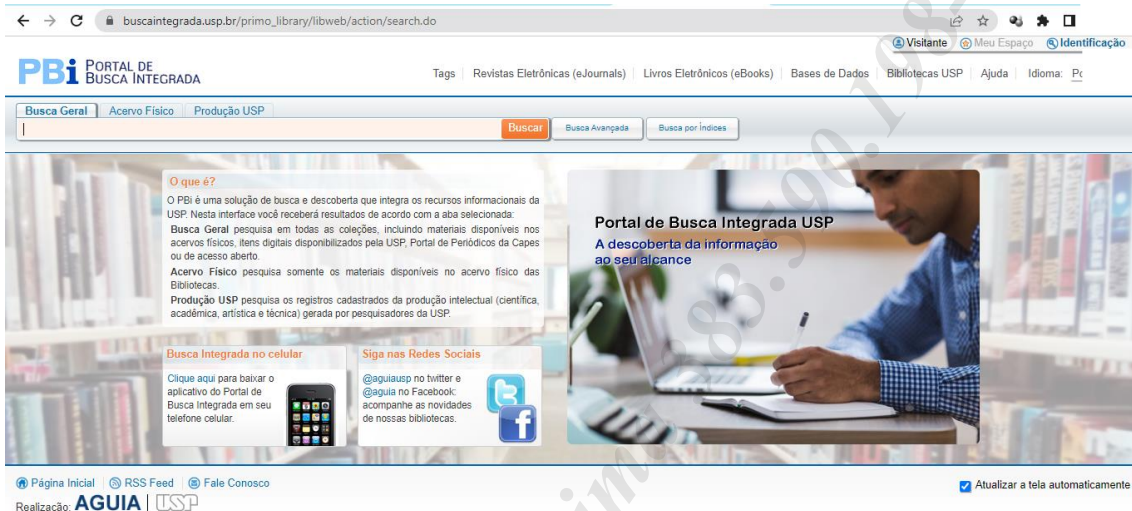 buscaintegrada.usp.br/primo_library/libweb/action/search.do
Visitante Meu Espaço Identificação
PBi PORTAL DE BUSCA INTEGRADA
Tags Revistas Eletrônicas (eJournals) Livros Eletrônicos (eBooks) Bases de Dados Bibliotecas USP Ajuda Idioma:
Busca Geral Acervo Físico Produção USP
Buscar Busca Avançada Busca por Índices
O que é?
O PBi é uma solução de busca e descoberta que integra os recursos informacionais da
USP. Nesta interface você receberá resultados de acordo com a aba selecionada:
Busca Geral pesquisa em todas as coleções, incluindo materiais disponíveis nos
acervos físicos, itens digitais disponibilizados pela USP, Portal de Periódicos da Capes
ou de acesso aberto.
Acervo Físico pesquisa somente os materiais disponíveis no acervo físico das
Bibliotecas.
Produção USP pesquisa os registros cadastrados da produção intelectual (científica,
acadêmica, artística e técnica) gerada por pesquisadores da USP.
Portal de Busca Integrada USP
A descoberta da informação
ao seu alcance
Busca Integrada no celular
Clique aqui para baixar o
aplicativo do Portal de
Busca Integrada em seu
telefone celular.
Siga nas Redes Sociais
@aguiausp no twitter e
@aguia no Facebook:
acompanhe as novidades
de nossas bibliotecas.
Página Inicial RSS Feed Fale Conosco
Atualizar a tela automaticamente
Realização: AGUIA | USP